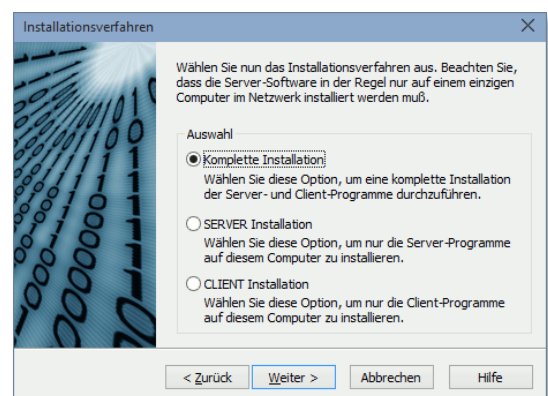 Installationsverfahren
Wählen Sie nun das Installationsverfahren aus. Beachten Sie,
dass die Server-Software in der Regel nur auf einem einzigen
Computer im Netzwerk installiert werden muß.
Auswahl
Komplette Installation
Wählen Sie diese Option, um eine komplette Installation
der Server- und Client-Programme durchzuführen.
SERVER Installation
Wählen Sie diese Option, um nur die Server-Programme
auf diesem Computer zu installieren.
CLIENT Installation
Wählen Sie diese Option, um nur die Client-Programme
auf diesem Computer zu installieren.
< Zurück Weiter > Abbrechen Hilfe